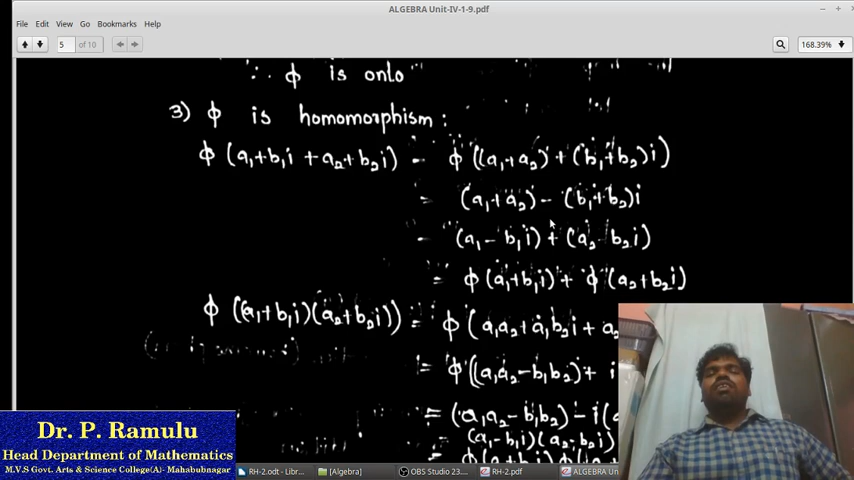 ALGEBRA Unit-IV-1-9.pdf
File Edit View Go Bookmarks Help
5 of 10 168.39%
∴ ϕ is onto
3) ϕ is homomorphism :
ϕ (a₁+b₁i + a₂+b₂i) = ϕ ((a₁+a₂) + (b₁+b₂)i)
= (a₁+a₂) - (b₁+b₂)i
= (a₁ - b₁i) + (a₂ - b₂i)
= ϕ (a₁+b₁i) + ϕ (a₂+b₂i)
ϕ ((a₁+b₁i)(a₂+b₂i)) = ϕ (a₁a₂ + a₁b₂i + a₂
= ϕ ((a₁a₂ - b₁b₂) + i
= (a₁a₂ - b₁b₂) - i(a
= (a₁-b₁i) (a₂-b₂i)
Dr. P. Ramulu
Head Department of Mathematics
M.V.S Govt. Arts & Science College(A)- Mahabubnagar
RH-2.odt - Libr... [Algebra] OBS Studio 23.... RH-2.pdf ALGEBRA Un